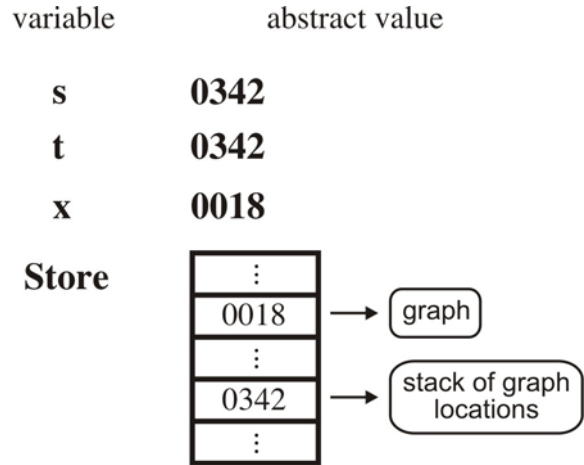 variable abstract value
s 0342
t 0342
x 0018
Store
⋮
0018 graph
⋮
0342 stack of graph locations
⋮